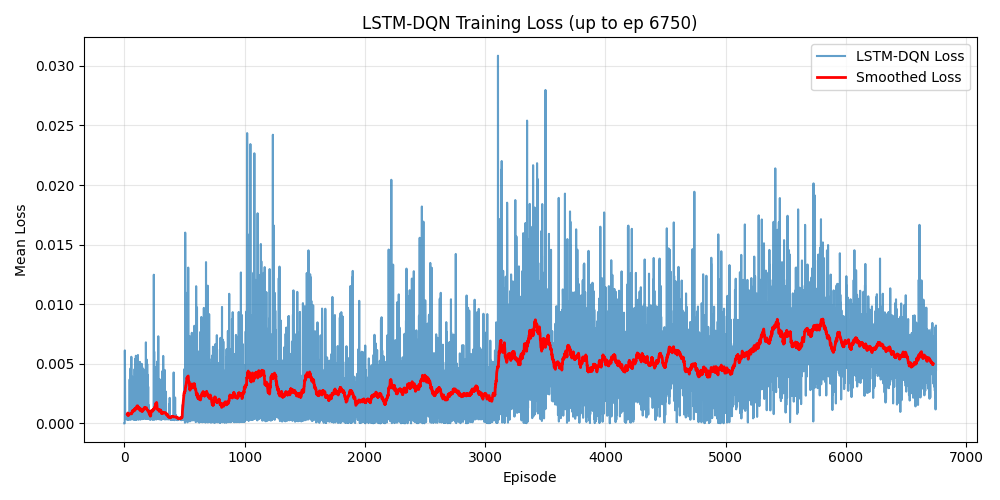 LSTM-DQN Training Loss (up to ep 6750)
LSTM-DQN Loss
Smoothed Loss
Mean Loss
0.030
0.025
0.020
0.015
0.010
0.005
0.000
0 1000 2000 3000 4000 5000 6000 7000
Episode